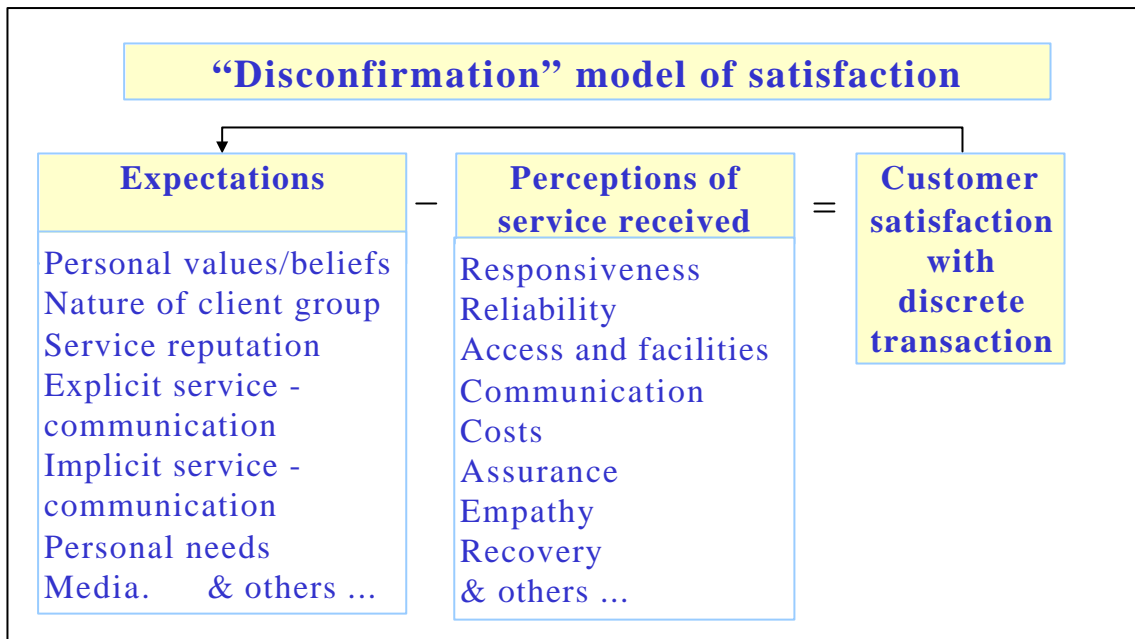 “Disconfirmation” model of satisfaction
Expectations
Personal values/beliefs
Nature of client group
Service reputation
Explicit service -
communication
Implicit service -
communication
Personal needs
Media. & others ...
–
Perceptions of
service received
Responsiveness
Reliability
Access and facilities
Communication
Costs
Assurance
Empathy
Recovery
& others ...
=
Customer
satisfaction
with
discrete
transaction